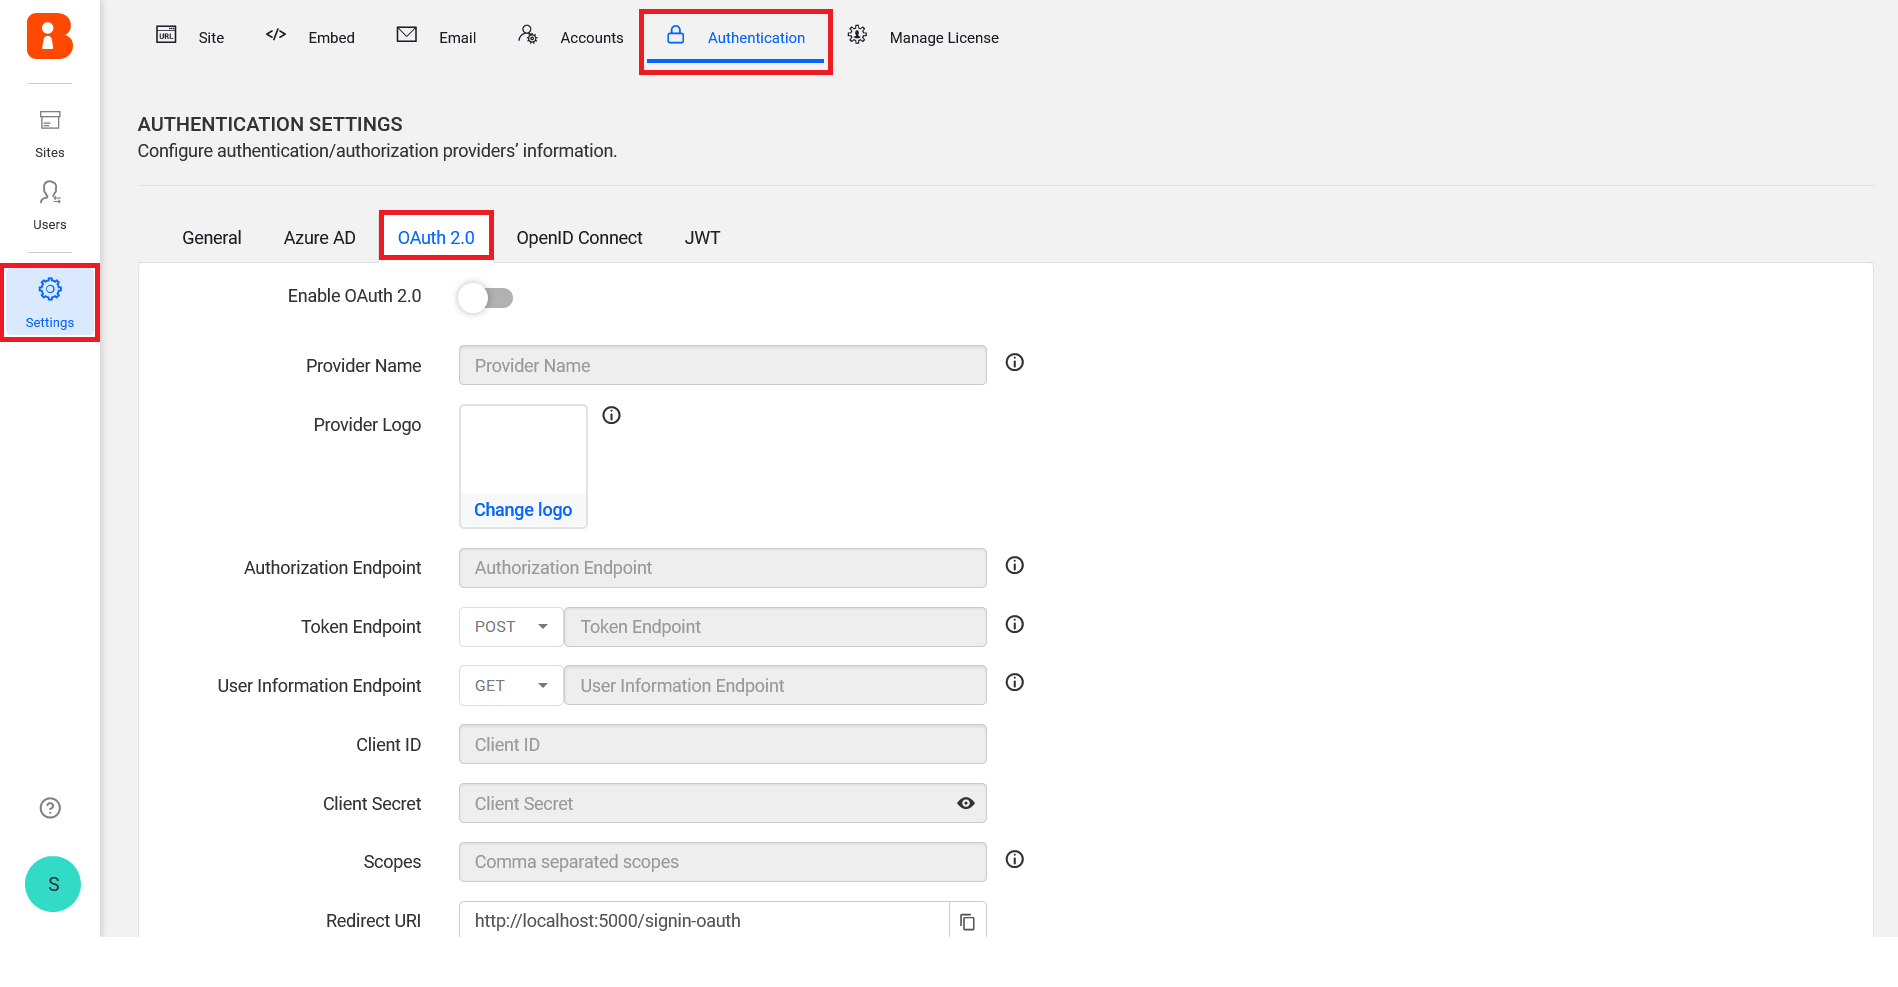 URL Site </> Embed Email Accounts Authentication Manage License
Sites
Users
Settings
S
AUTHENTICATION SETTINGS
Configure authentication/authorization providers’ information.
General Azure AD OAuth 2.0 OpenID Connect JWT
Enable OAuth 2.0
Provider Name Provider Name
Provider Logo
Change logo
Authorization Endpoint Authorization Endpoint
Token Endpoint POST Token Endpoint
User Information Endpoint GET User Information Endpoint
Client ID Client ID
Client Secret Client Secret
Scopes Comma separated scopes
Redirect URI http://localhost:5000/signin-oauth